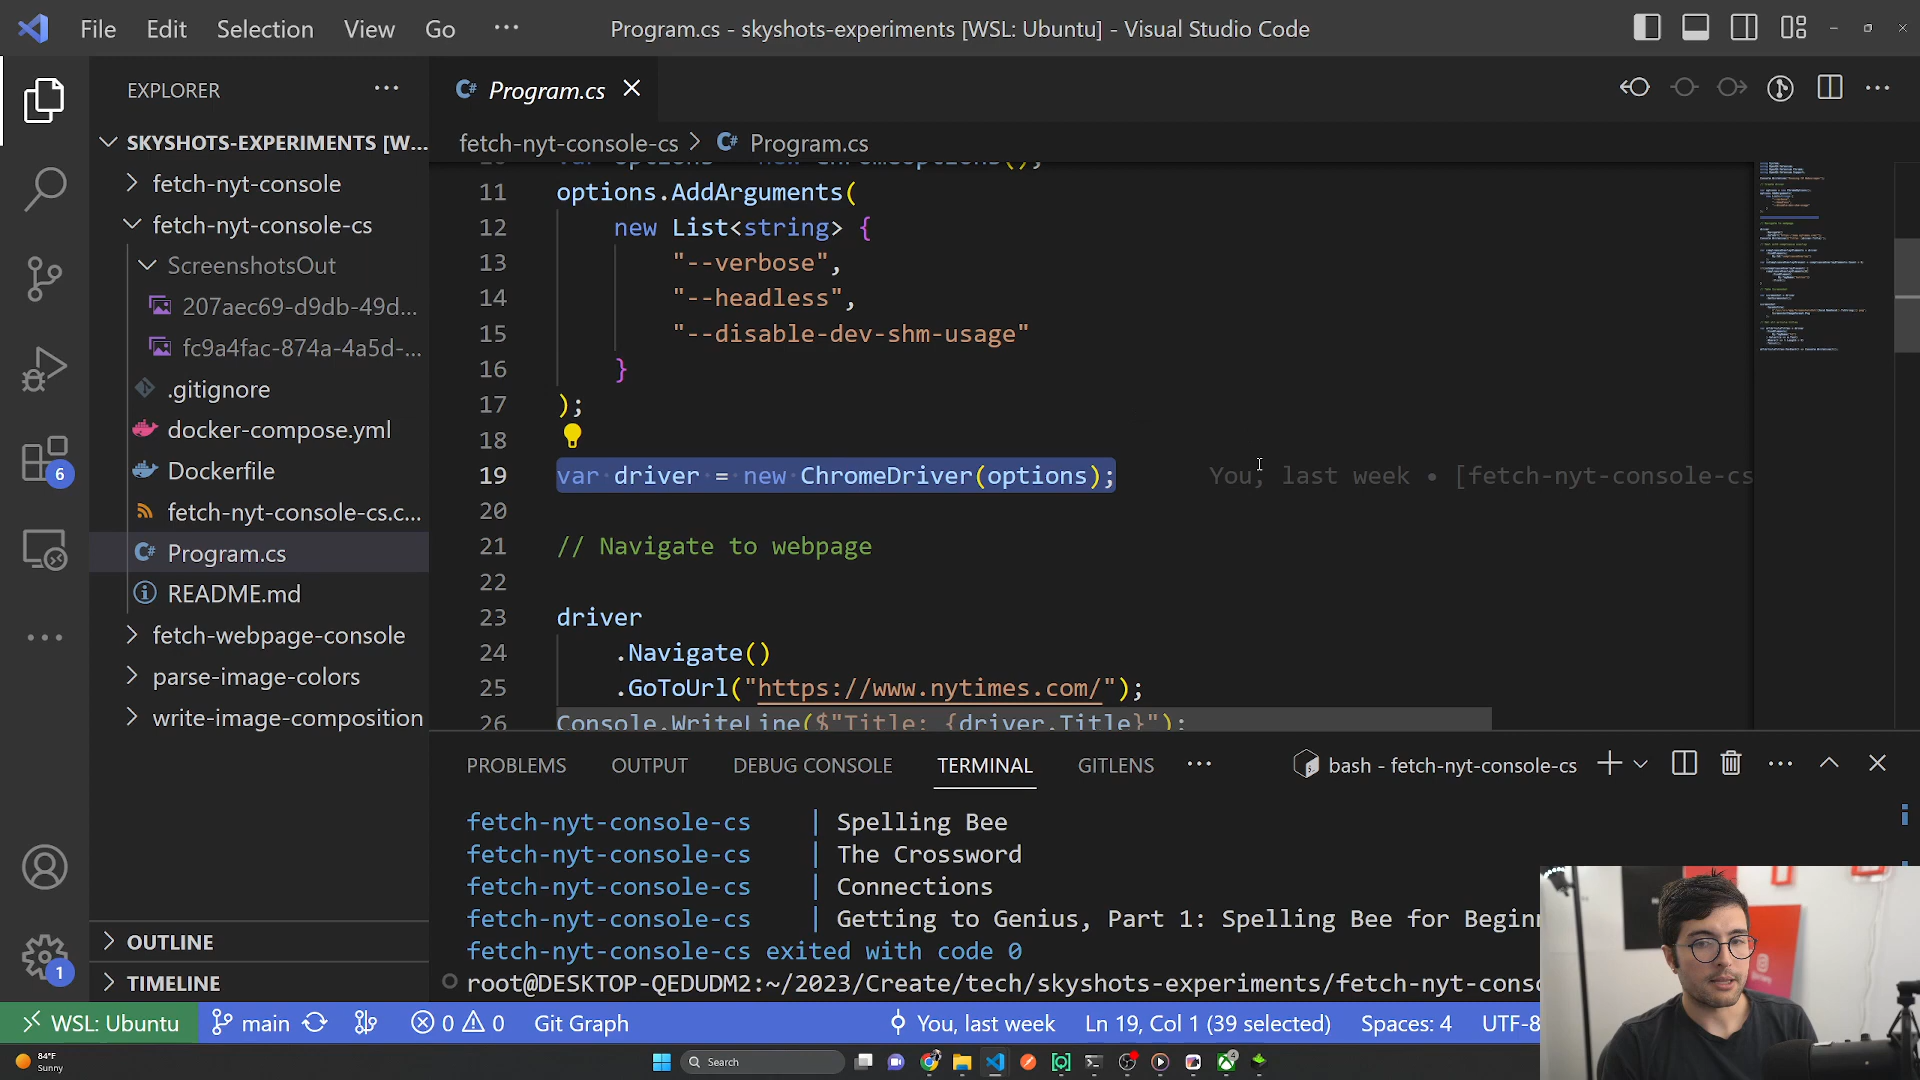 File Edit Selection View Go ···
Program.cs - skyshots-experiments [WSL: Ubuntu] - Visual Studio Code
EXPLORER ···
SKYSHOTS-EXPERIMENTS [W...
fetch-nyt-console
fetch-nyt-console-cs
ScreenshotsOut
207aec69-d9db-49d...
fc9a4fac-874a-4a5d-...
.gitignore
docker-compose.yml
Dockerfile
fetch-nyt-console-cs.c...
Program.cs
README.md
fetch-webpage-console
parse-image-colors
write-image-composition
OUTLINE
TIMELINE
6
1
Program.cs
fetch-nyt-console-cs > Program.cs
var options = new ChromeOptions();
11 options.AddArguments(
12 new List<string> {
13 "--verbose",
14 "--headless",
15 "--disable-dev-shm-usage"
16 }
17 );
18
19 var driver = new ChromeDriver(options); You, last week • [fetch-nyt-console-cs
20
21 // Navigate to webpage
22
23 driver
24 .Navigate()
25 .GoToUrl("https://www.nytimes.com/");
26 Console.WriteLine($"Title: {driver.Title}");
PROBLEMS OUTPUT DEBUG CONSOLE TERMINAL GITLENS ···
bash - fetch-nyt-console-cs
fetch-nyt-console-cs | Spelling Bee
fetch-nyt-console-cs | The Crossword
fetch-nyt-console-cs | Connections
fetch-nyt-console-cs | Getting to Genius, Part 1: Spelling Bee for Beginn
fetch-nyt-console-cs exited with code 0
root@DESKTOP-QEDUDM2:~/2023/Create/tech/skyshots-experiments/fetch-nyt-conso
WSL: Ubuntu main 0 0 Git Graph You, last week Ln 19, Col 1 (39 selected) Spaces: 4 UTF-8
84°F
Sunny
Search
4